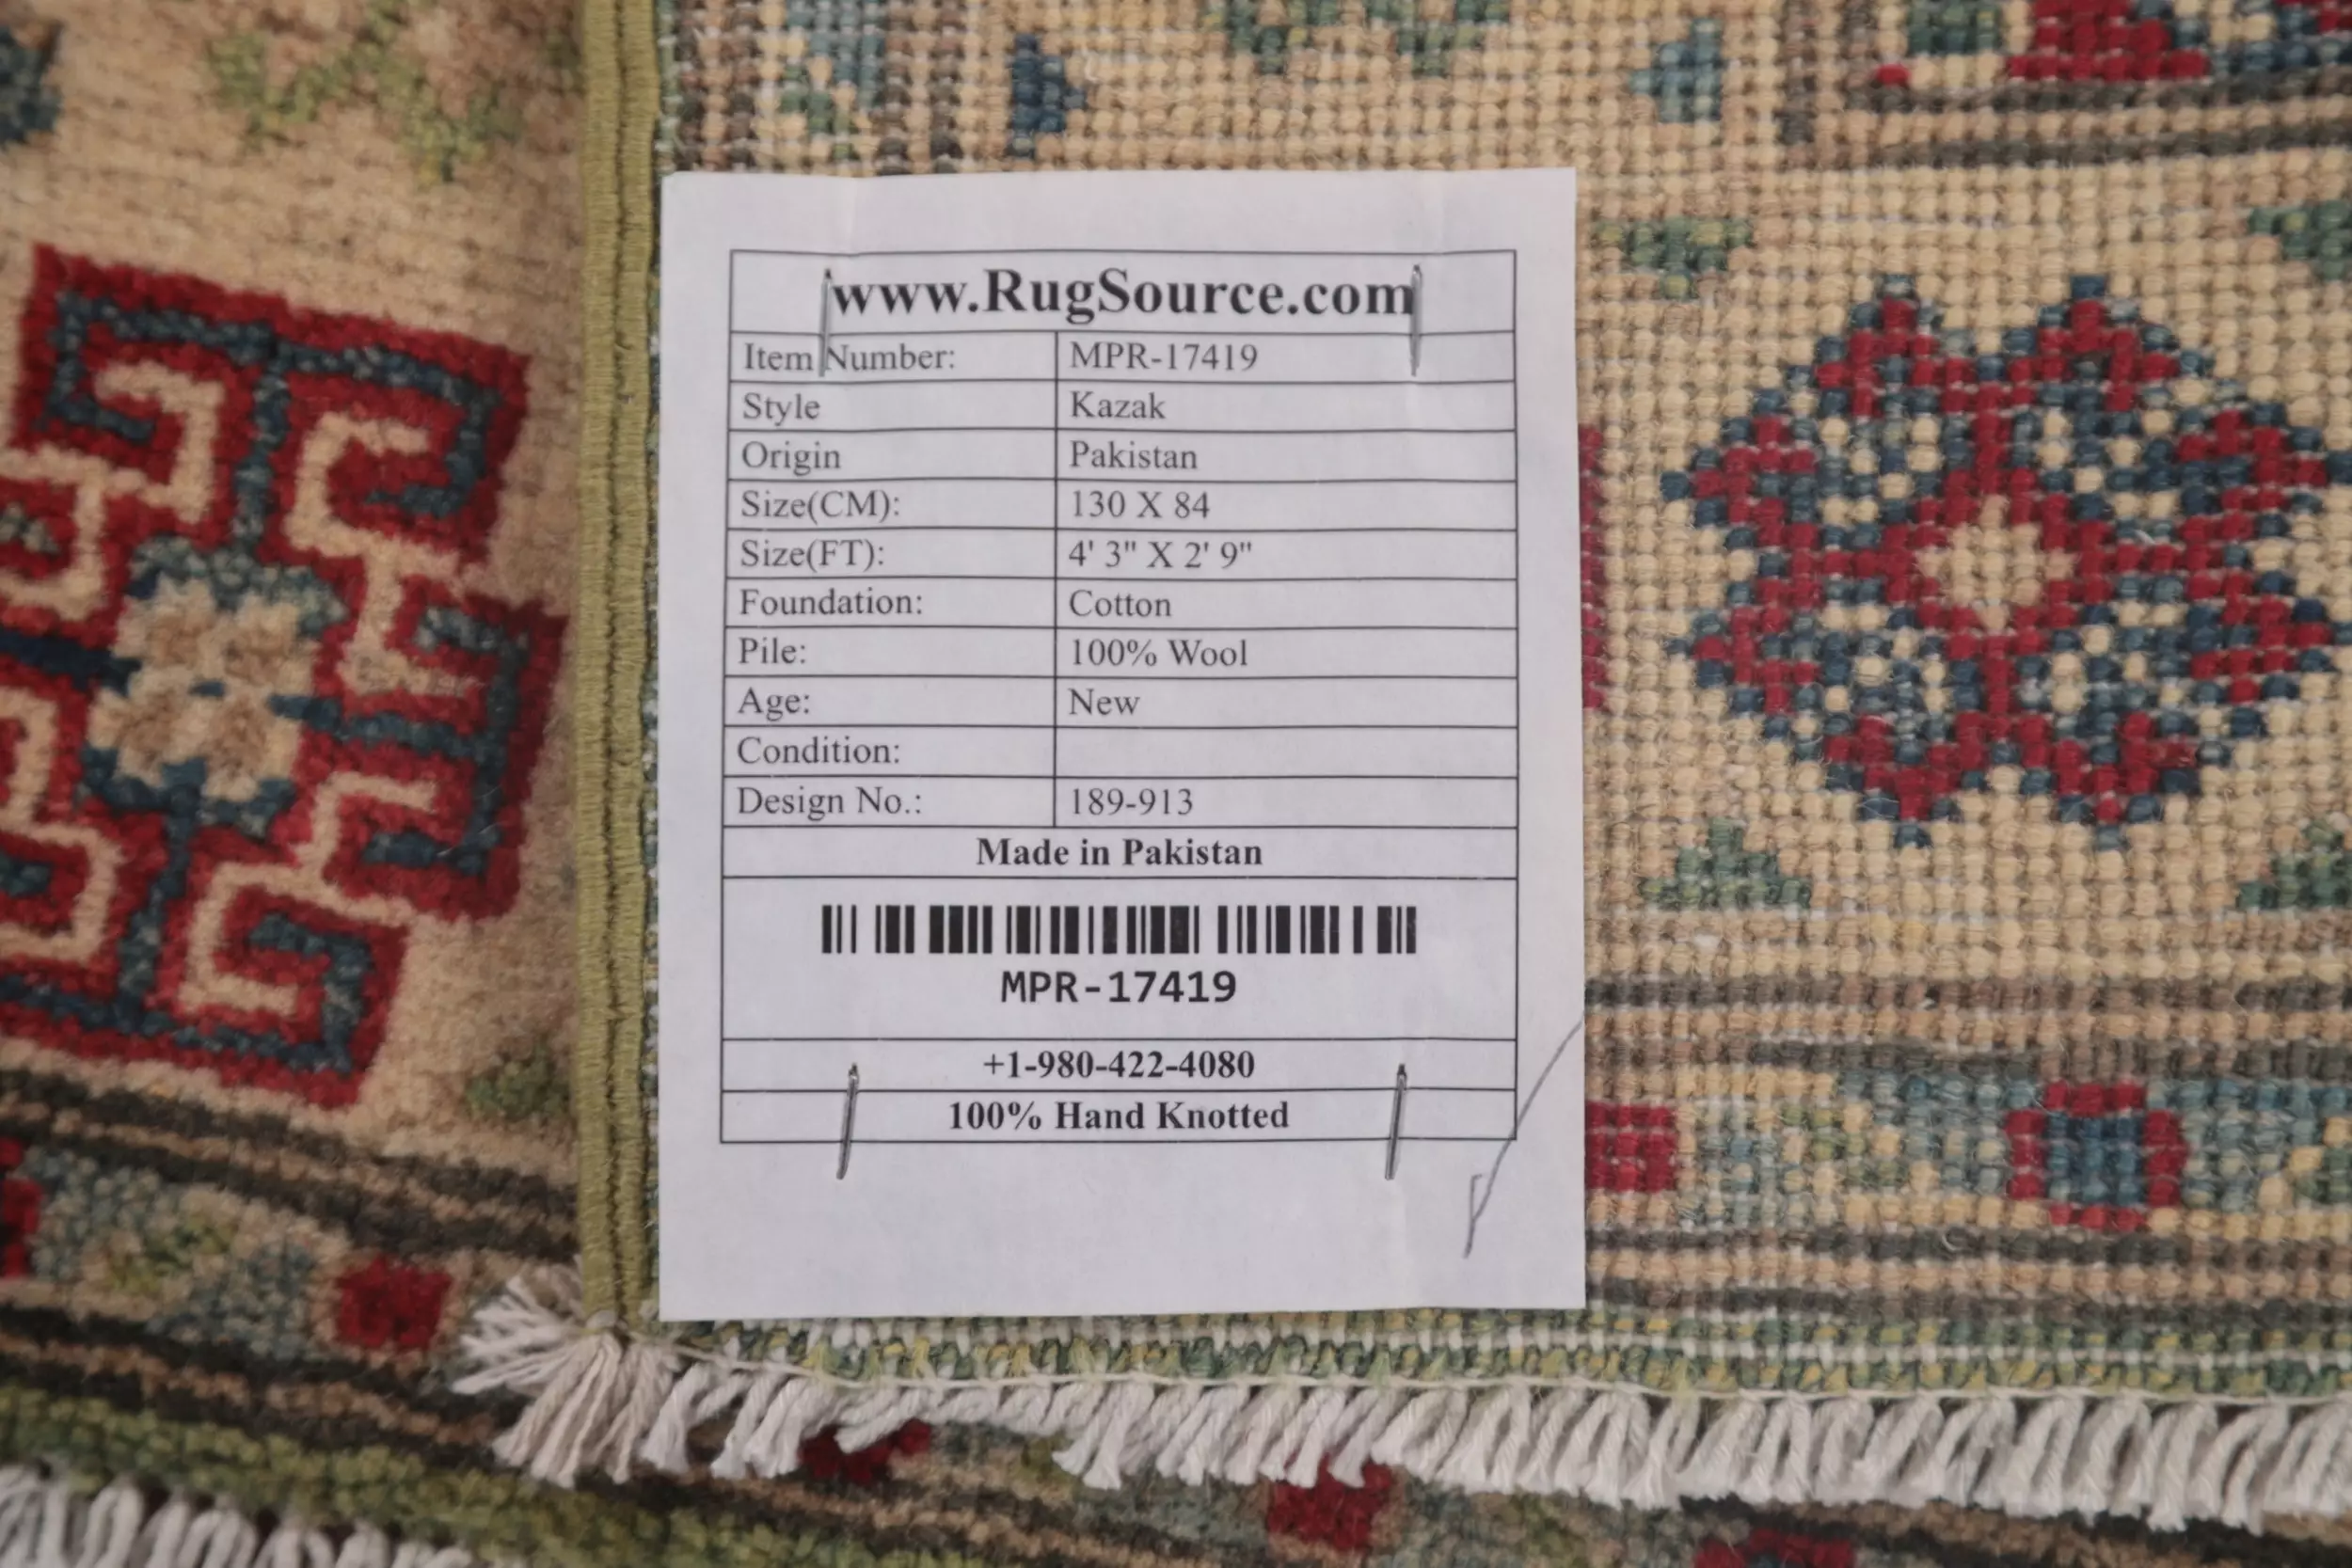 www.RugSource.com
Item Number: MPR-17419
Style Kazak
Origin Pakistan
Size(CM): 130 X 84
Size(FT): 4' 3" X 2' 9"
Foundation: Cotton
Pile: 100% Wool
Age: New
Condition:
Design No.: 189-913
Made in Pakistan
MPR-17419
+1-980-422-4080
100% Hand Knotted